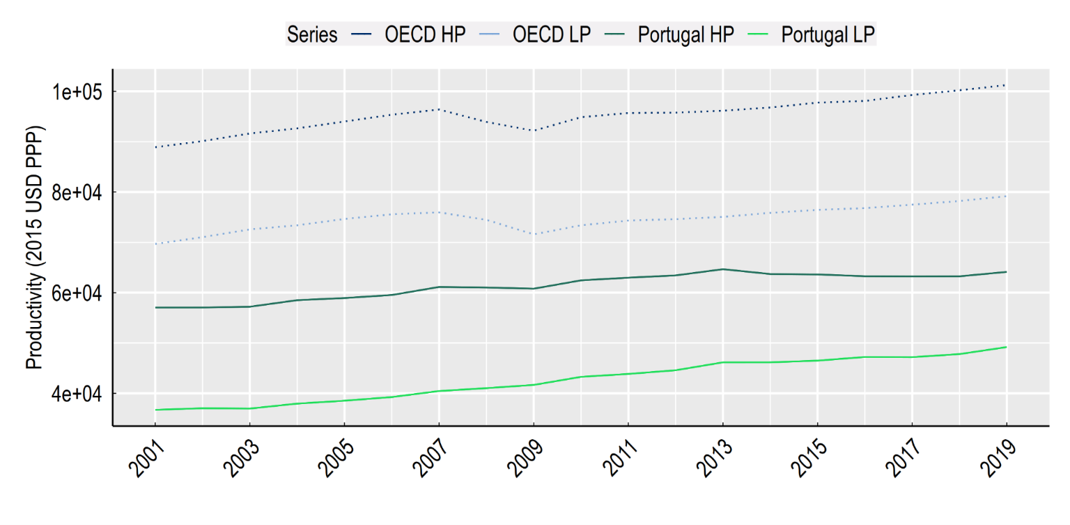 Series OECD HP OECD LP Portugal HP Portugal LP
Productivity (2015 USD PPP)
1e+05
8e+04
6e+04
4e+04
2001 2003 2005 2007 2009 2011 2013 2015 2017 2019